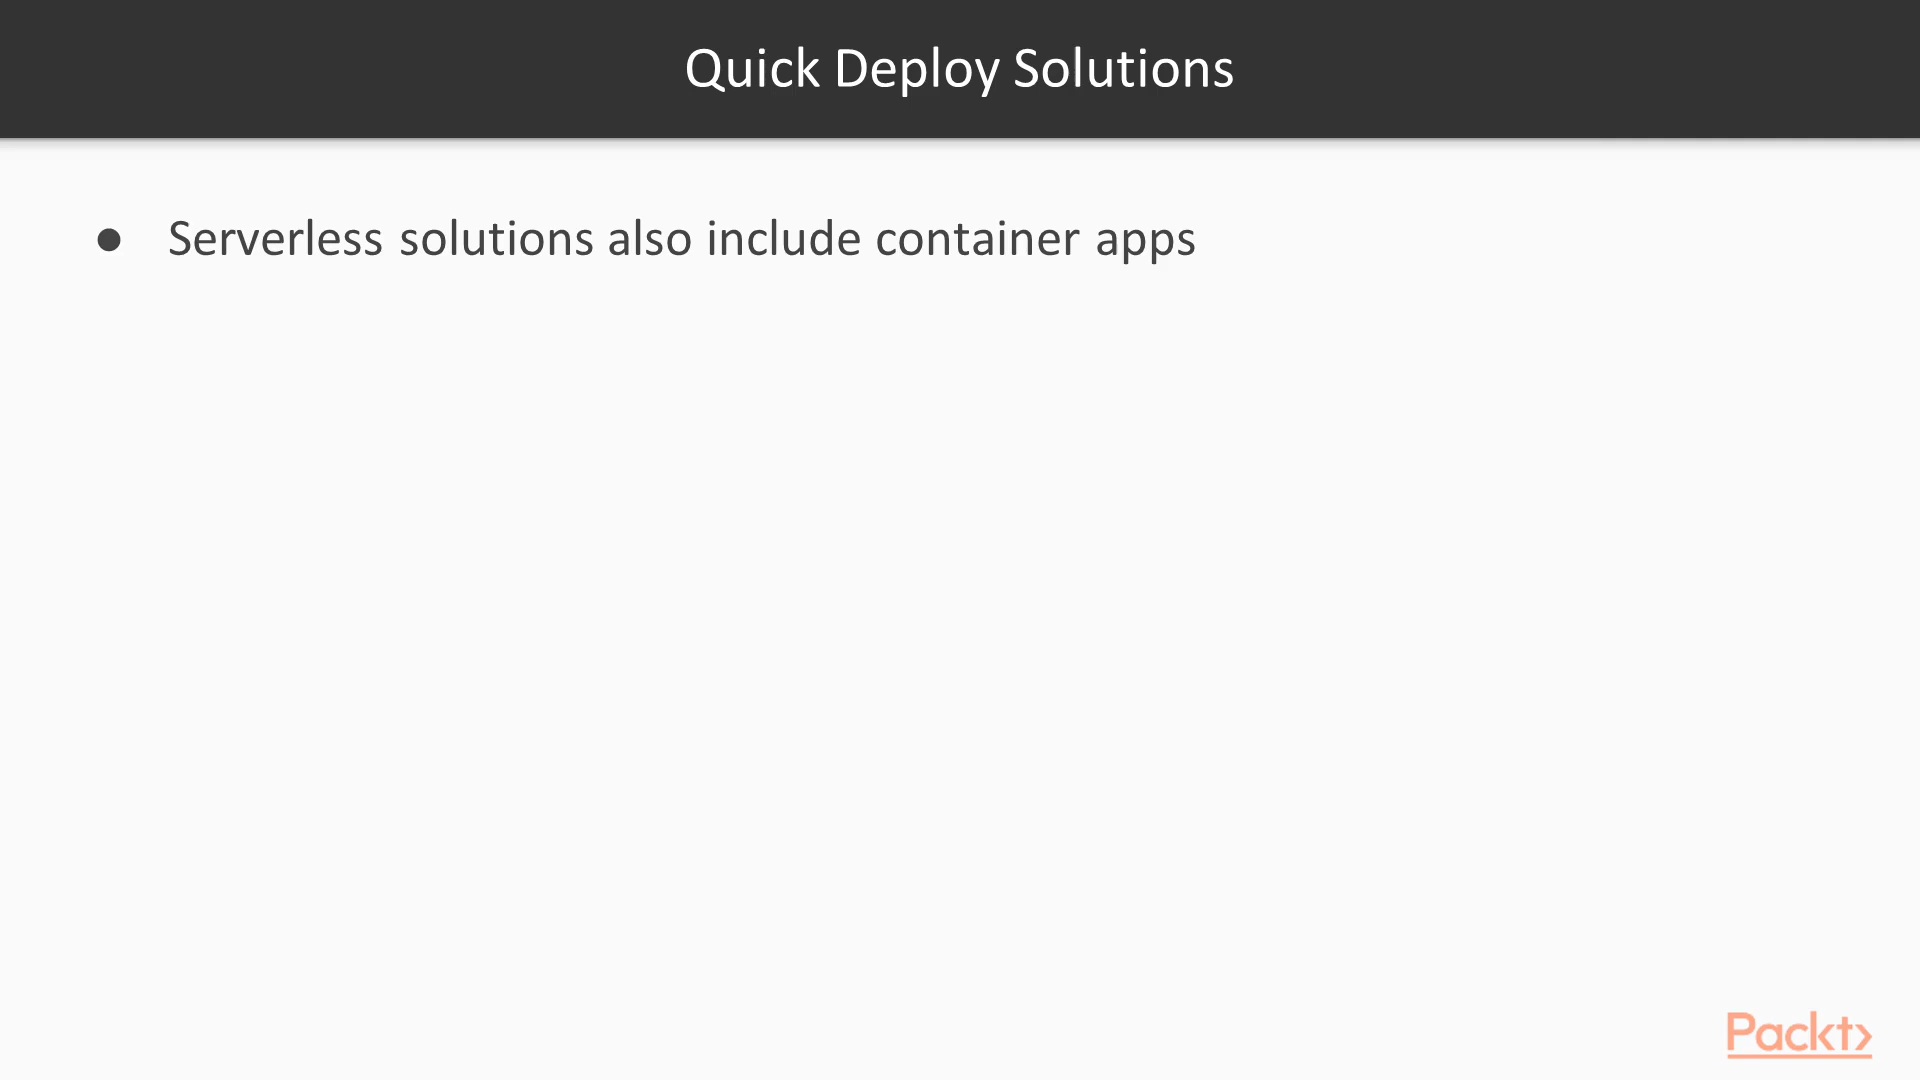 Quick Deploy Solutions
● Serverless solutions also include container apps
Packt>